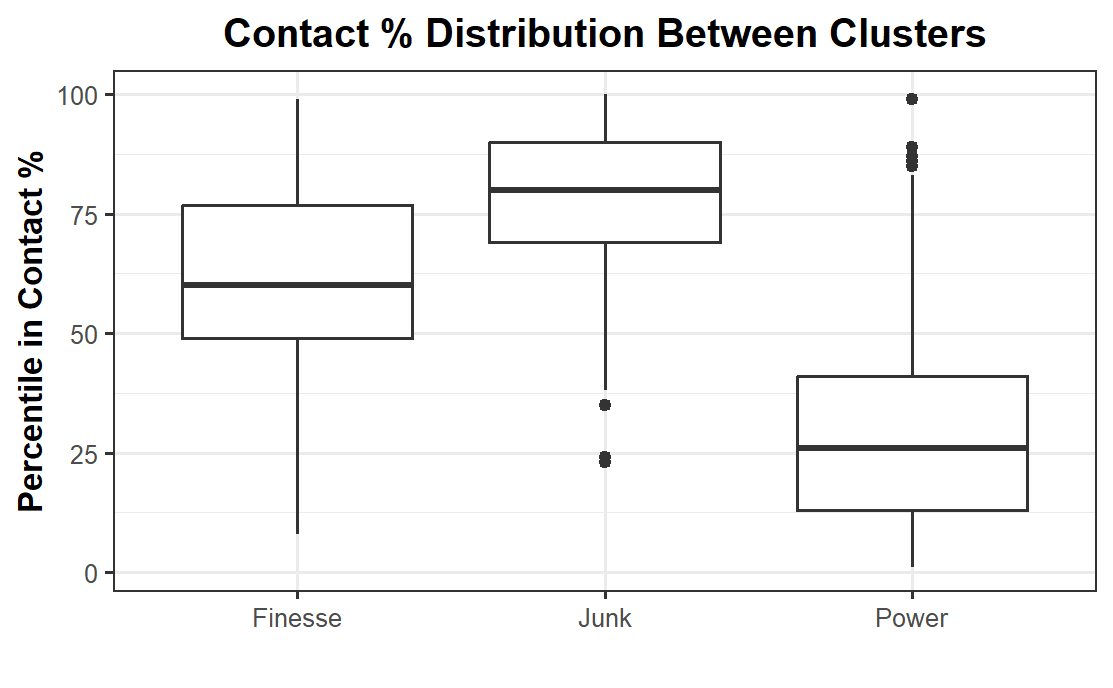 Contact % Distribution Between Clusters
Percentile in Contact %
100
75
50
25
0
Finesse Junk Power